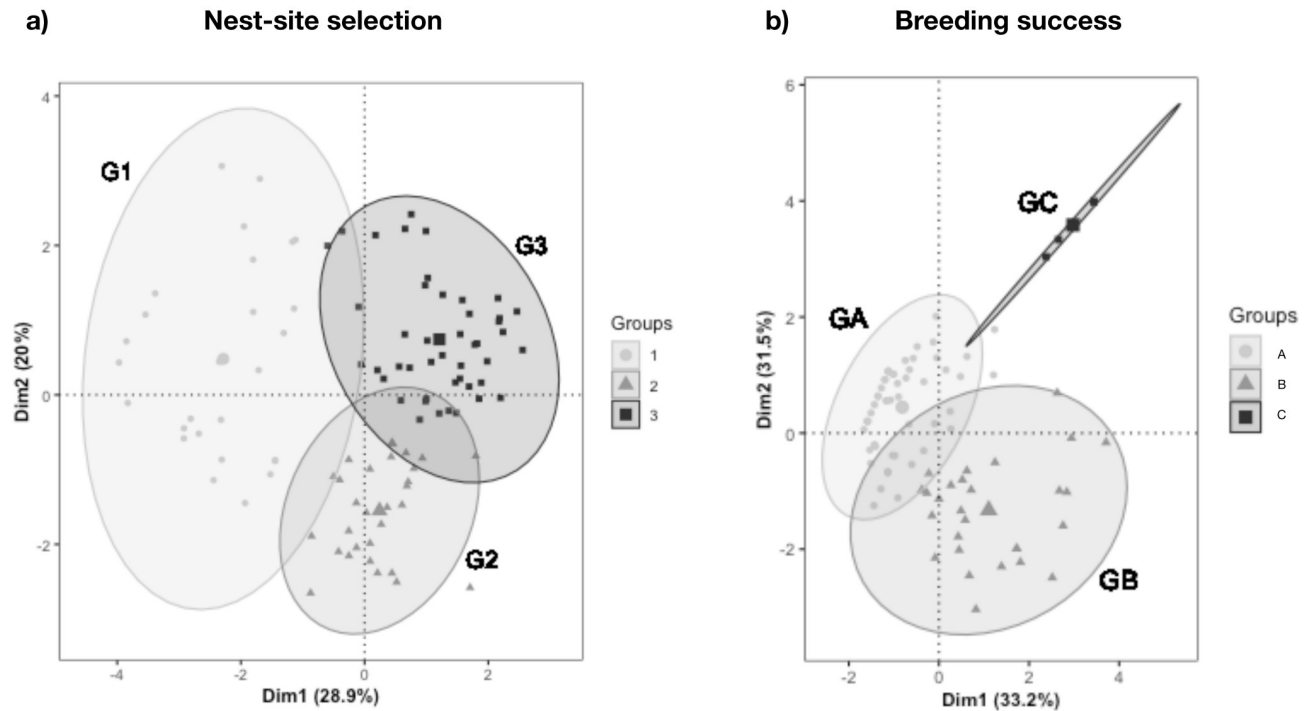 a) Nest-site selection
b) Breeding success
4
2
0
-2
Dim2 (20%)
G1
G3
G2
-4
-2
0
2
Dim1 (28.9%)
Groups
1
2
3
6
4
2
0
-2
Dim2 (31.5%)
GC
GA
GB
-2
0
2
4
Dim1 (33.2%)
Groups
A
B
C